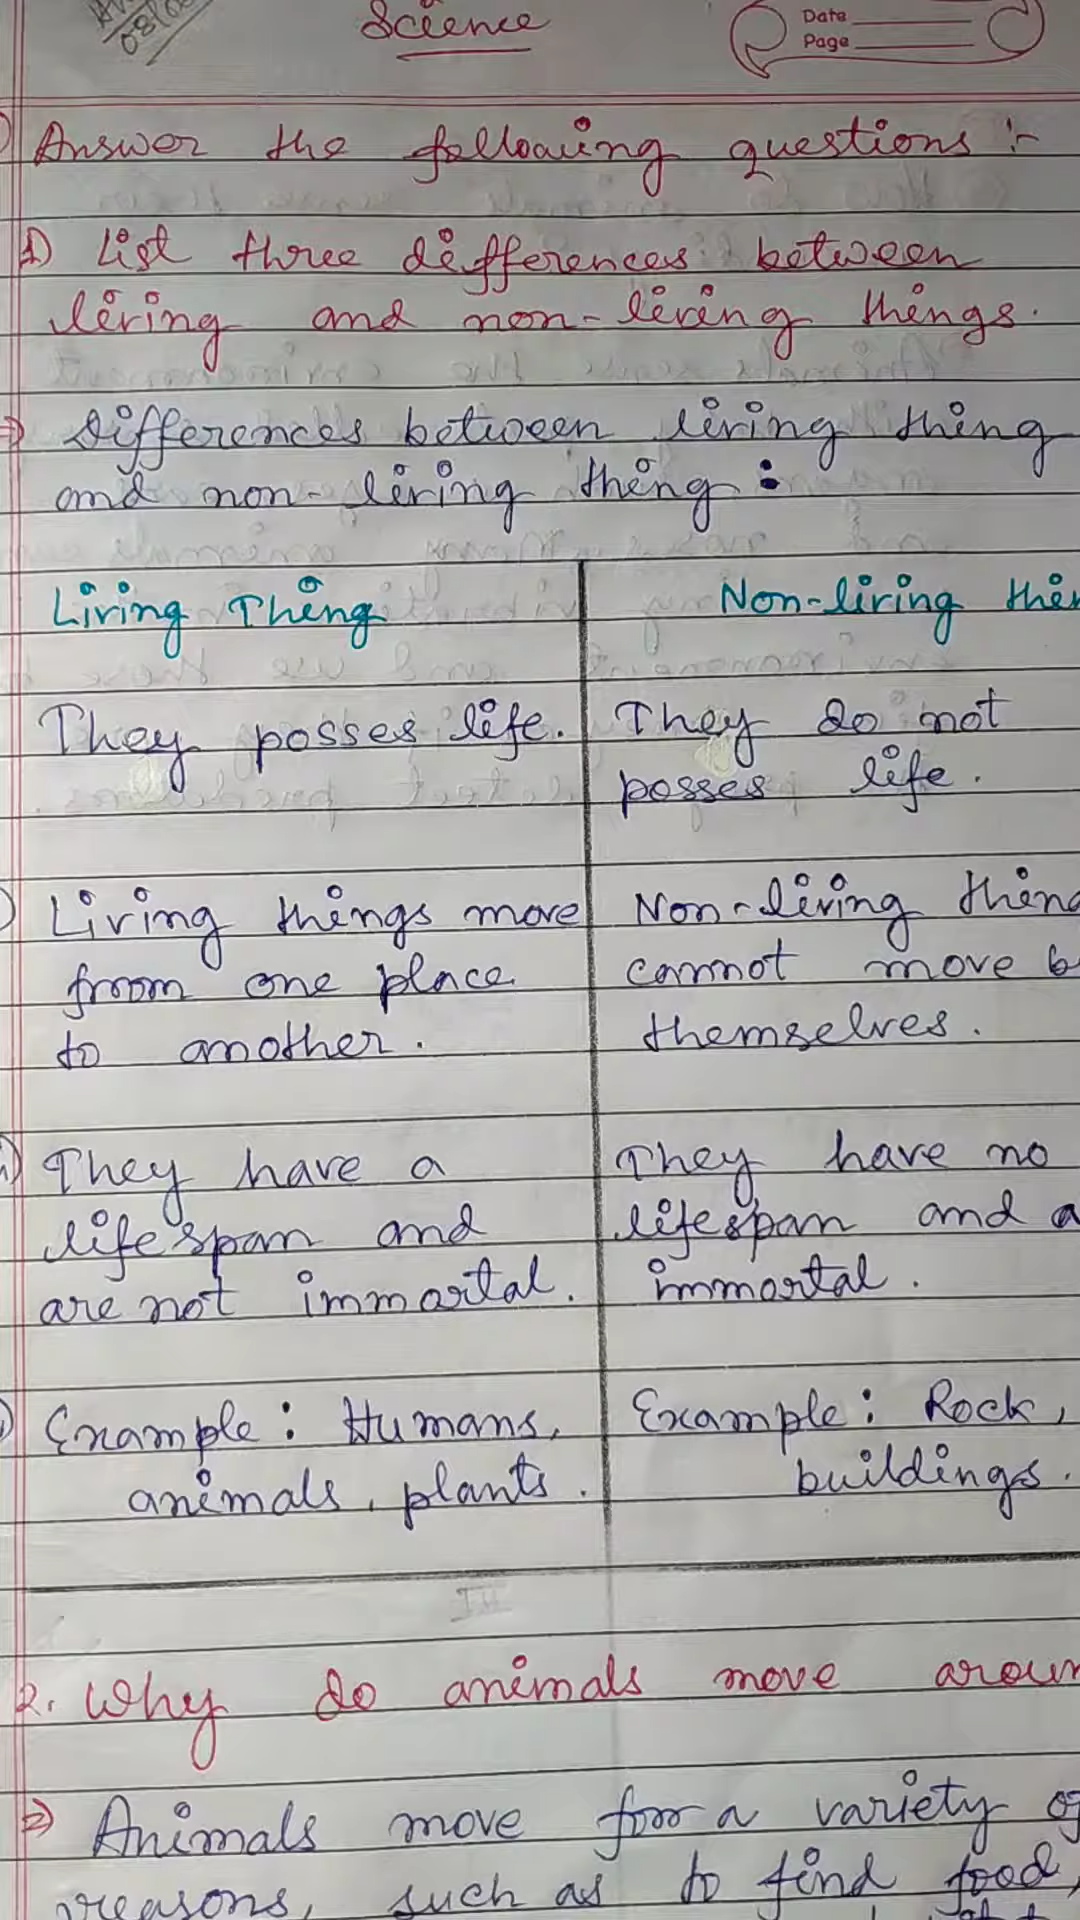 Science
Date
Page
Answer the following questions :-
1) List three differences between
living and non-living things.
⇒ Differences between living thing
and non-living thing :
Living Thing
Non-living
They posses life.
They do not
posses life.
Living things move
from one place
to another.
Non-living
cannot move
themselves.
They have a
lifespan and
are not immortal.
They have no
lifespan and
immortal.
Example: Humans,
animals, plants.
Example: Rock,
buildings.
2. Why do animals move
⇒ Animals move for a variety of
reasons, such as to find food,